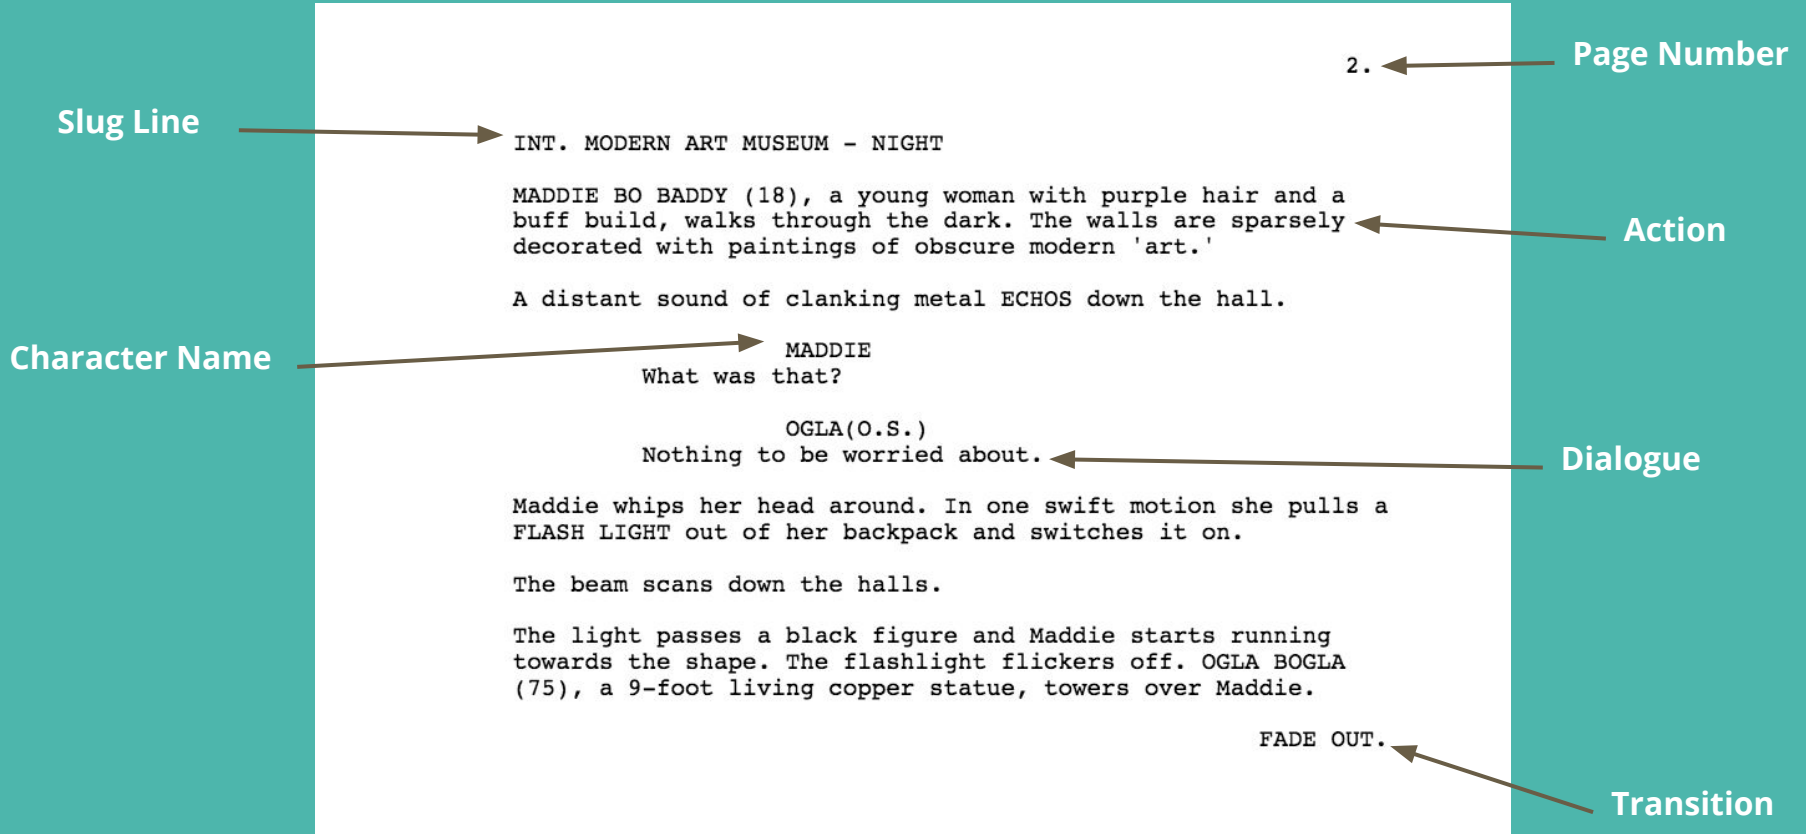 Page Number
2.
Slug Line
INT. MODERN ART MUSEUM – NIGHT
MADDIE BO BADDY (18), a young woman with purple hair and a
buff build, walks through the dark. The walls are sparsely
decorated with paintings of obscure modern 'art.'
Action
A distant sound of clanking metal ECHOS down the hall.
Character Name
MADDIE
What was that?
OGLA(O.S.)
Nothing to be worried about.
Dialogue
Maddie whips her head around. In one swift motion she pulls a
FLASH LIGHT out of her backpack and switches it on.
The beam scans down the halls.
The light passes a black figure and Maddie starts running
towards the shape. The flashlight flickers off. OGLA BOGLA
(75), a 9-foot living copper statue, towers over Maddie.
FADE OUT.
Transition